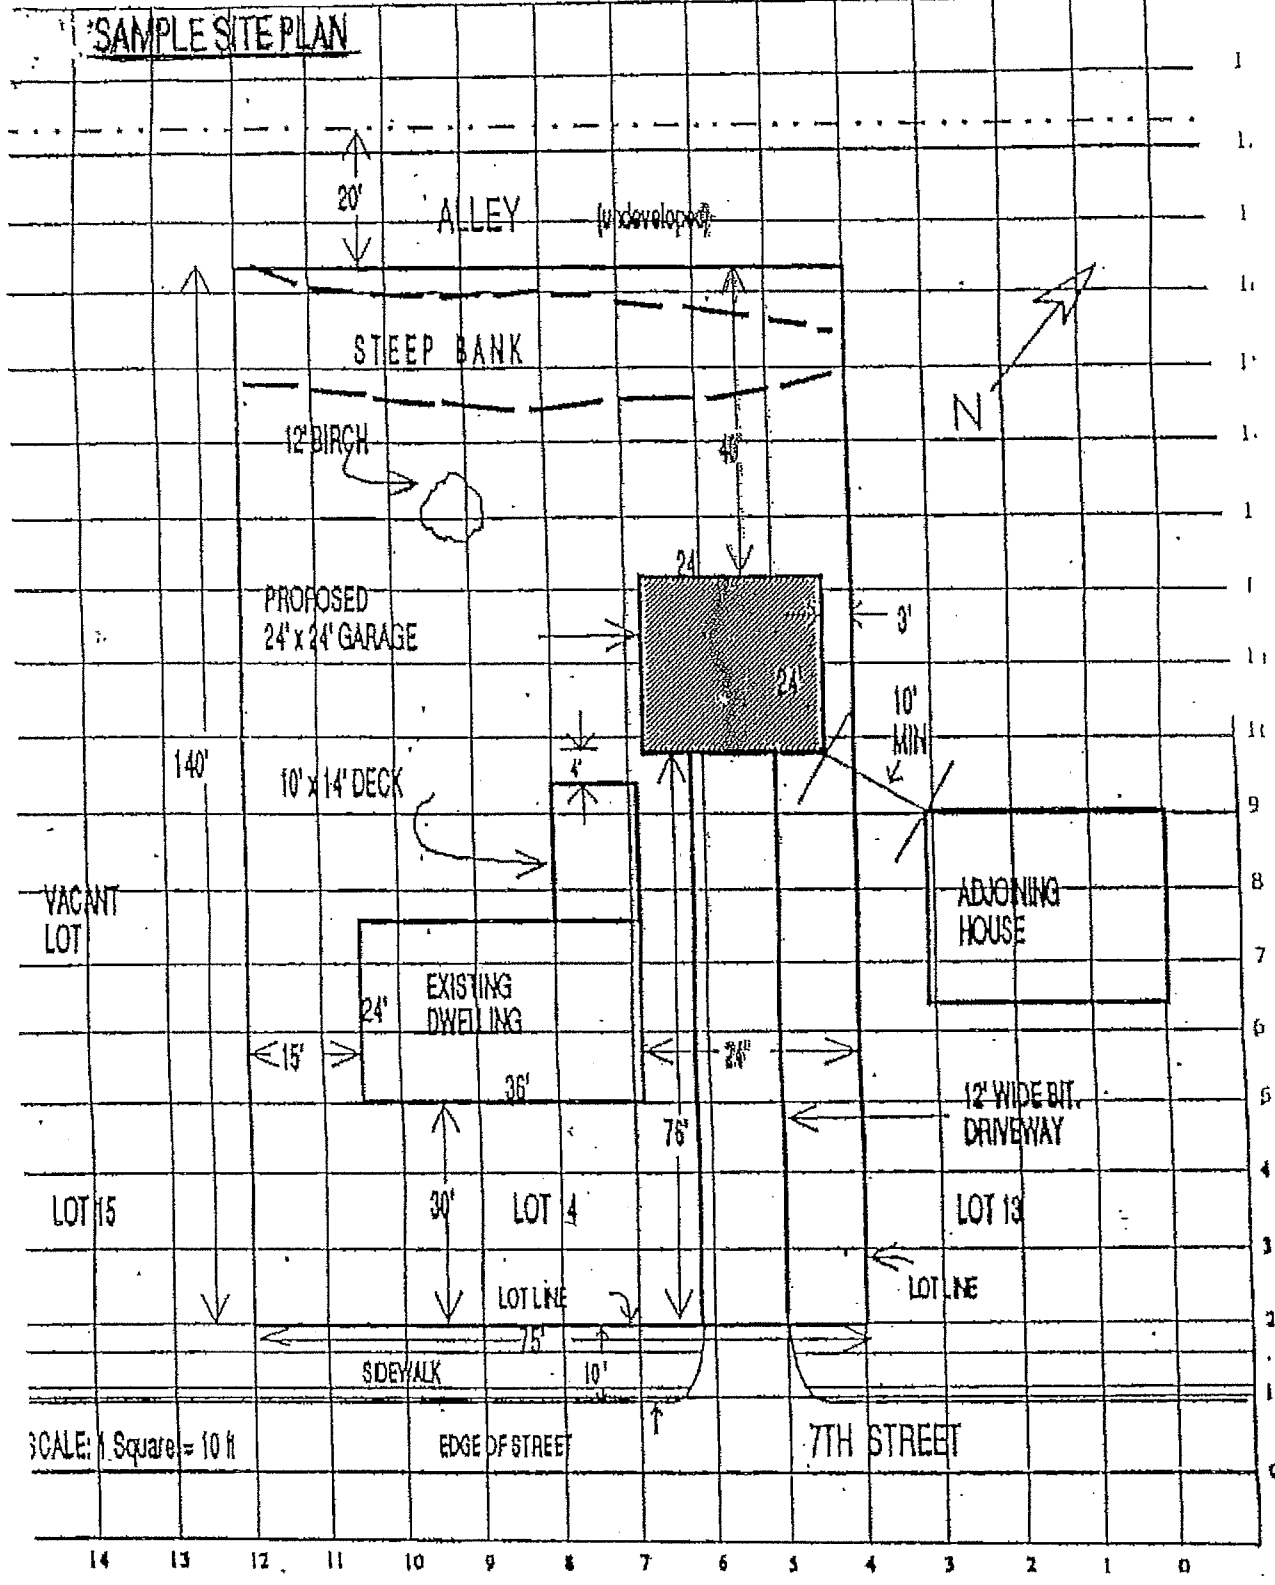 SAMPLE SITE PLAN
20'
ALLEY (undeveloped)
STEEP BANK
N
12' BIRCH
40'
24
PROPOSED
24' x 24' GARAGE
3'
24'
10'
MIN
140'
4'
10' x 14' DECK
9
VACANT
LOT
ADJOINING
HOUSE
8
7
EXISTING
DWELLING
24'
6
15'
24"
36'
5
12' WIDE BIT.
DRIVEWAY
76'
4
LOT 15
30'
LOT 14
LOT 13
3
LOT LINE
LOT LINE
2
75'
SIDEWALK
10'
1
SCALE: 1 Square = 10 ft
EDGE OF STREET
7TH STREET
14 13 12 11 10 9 8 7 6 5 4 3 2 1 0